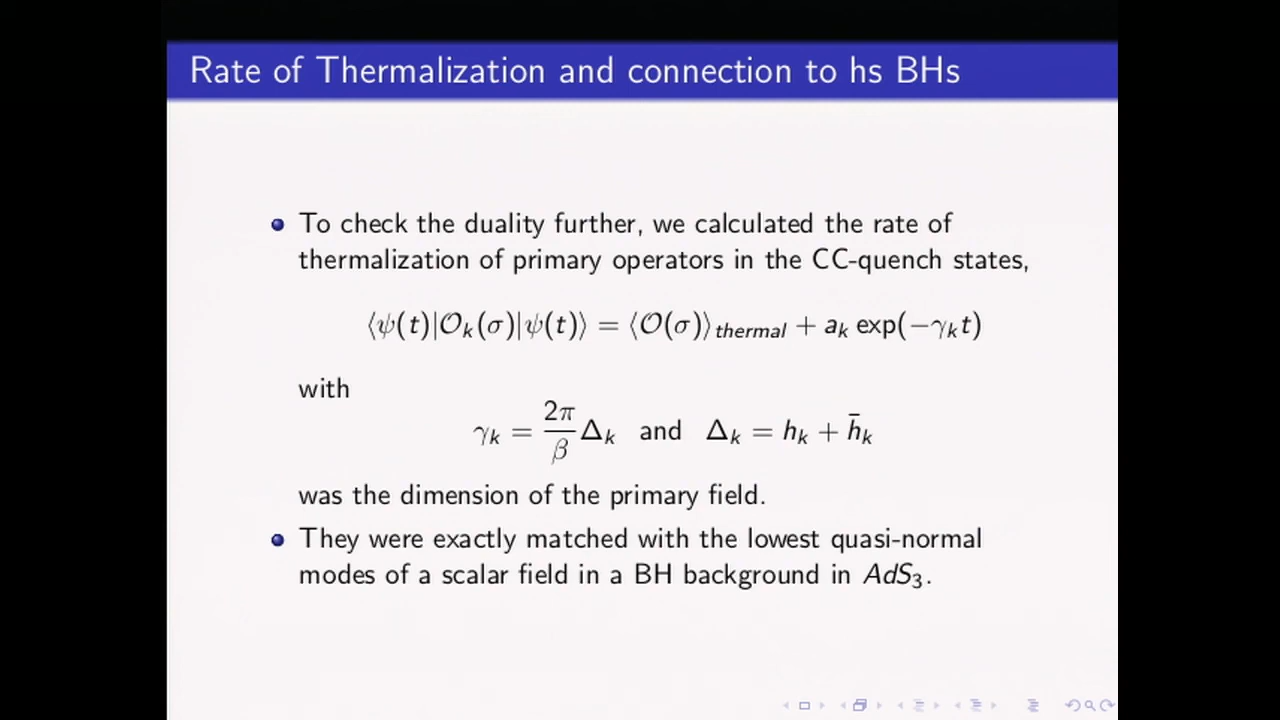 Rate of Thermalization and connection to hs BHs
To check the duality further, we calculated the rate of
thermalization of primary operators in the CC-quench states,
⟨ψ(t)|𝒪ₖ(σ)|ψ(t)⟩ = ⟨𝒪(σ)⟩_thermal + aₖ exp(−γₖt)
with
γₖ = 2π/β Δₖ and Δₖ = hₖ + h̄ₖ
was the dimension of the primary field.
They were exactly matched with the lowest quasi-normal
modes of a scalar field in a BH background in AdS₃.